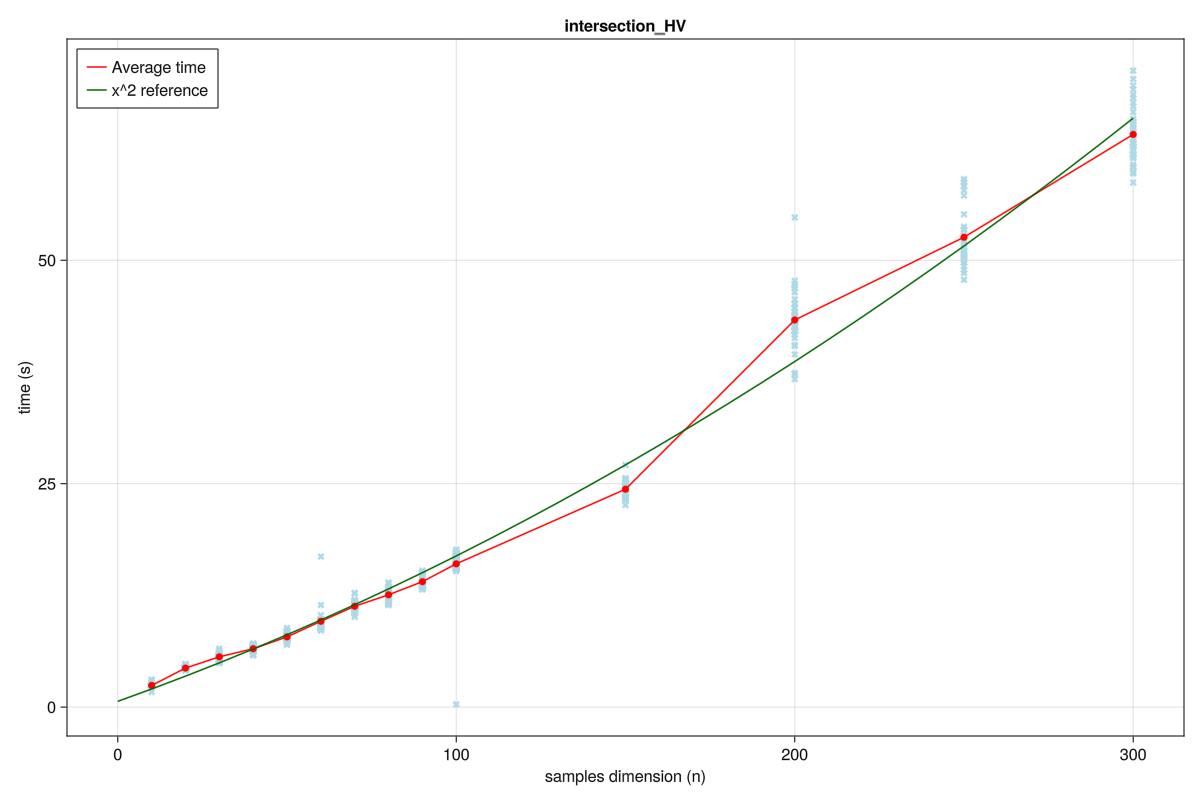 intersection_HV
Average time
x^2 reference
50
25
0
time (s)
0
100
200
300
samples dimension (n)